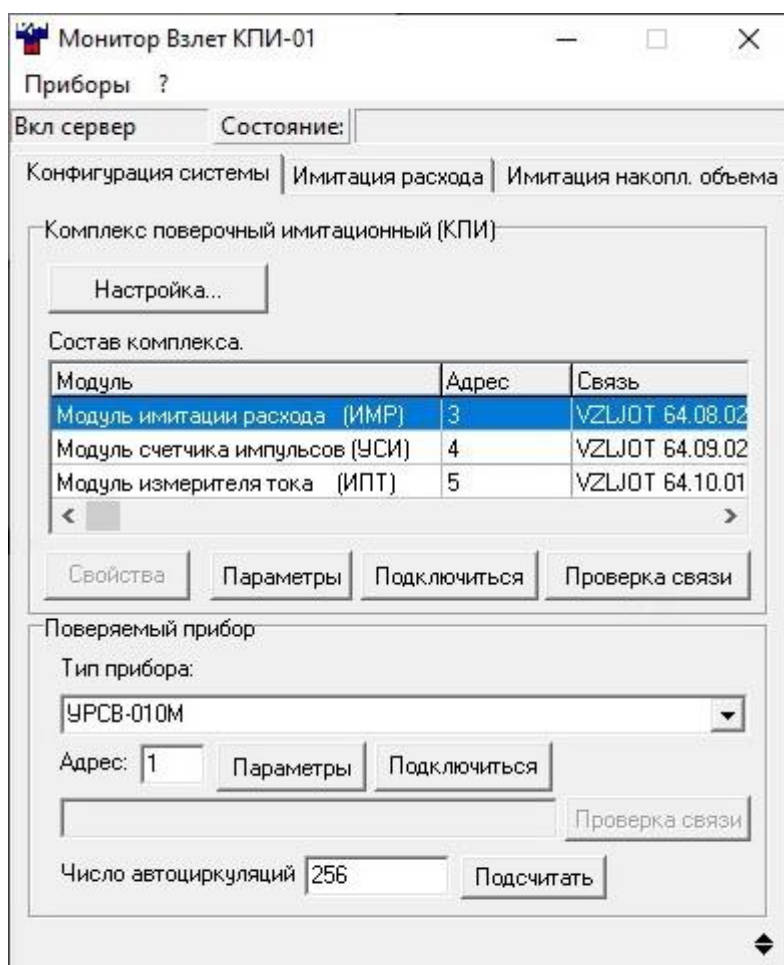 Монитор Взлет КПИ-01
Приборы ?
Вкл сервер Состояние:
Конфигурация системы Имитация расхода Имитация накопл. объема
Комплекс поверочный имитационный (КПИ)
Настройка...
Состав комплекса.
Модуль Адрес Связь
Модуль имитации расхода (ИМР) 3 VZLJOT 64.08.02
Модуль счетчика импульсов (УСИ) 4 VZLJOT 64.09.02
Модуль измерителя тока (ИПТ) 5 VZLJOT 64.10.01
Свойства Параметры Подключиться Проверка связи
Поверяемый прибор
Тип прибора:
УРСВ-010М
Адрес: 1 Параметры Подключиться
Проверка связи
Число автоциркуляций 256 Подсчитать